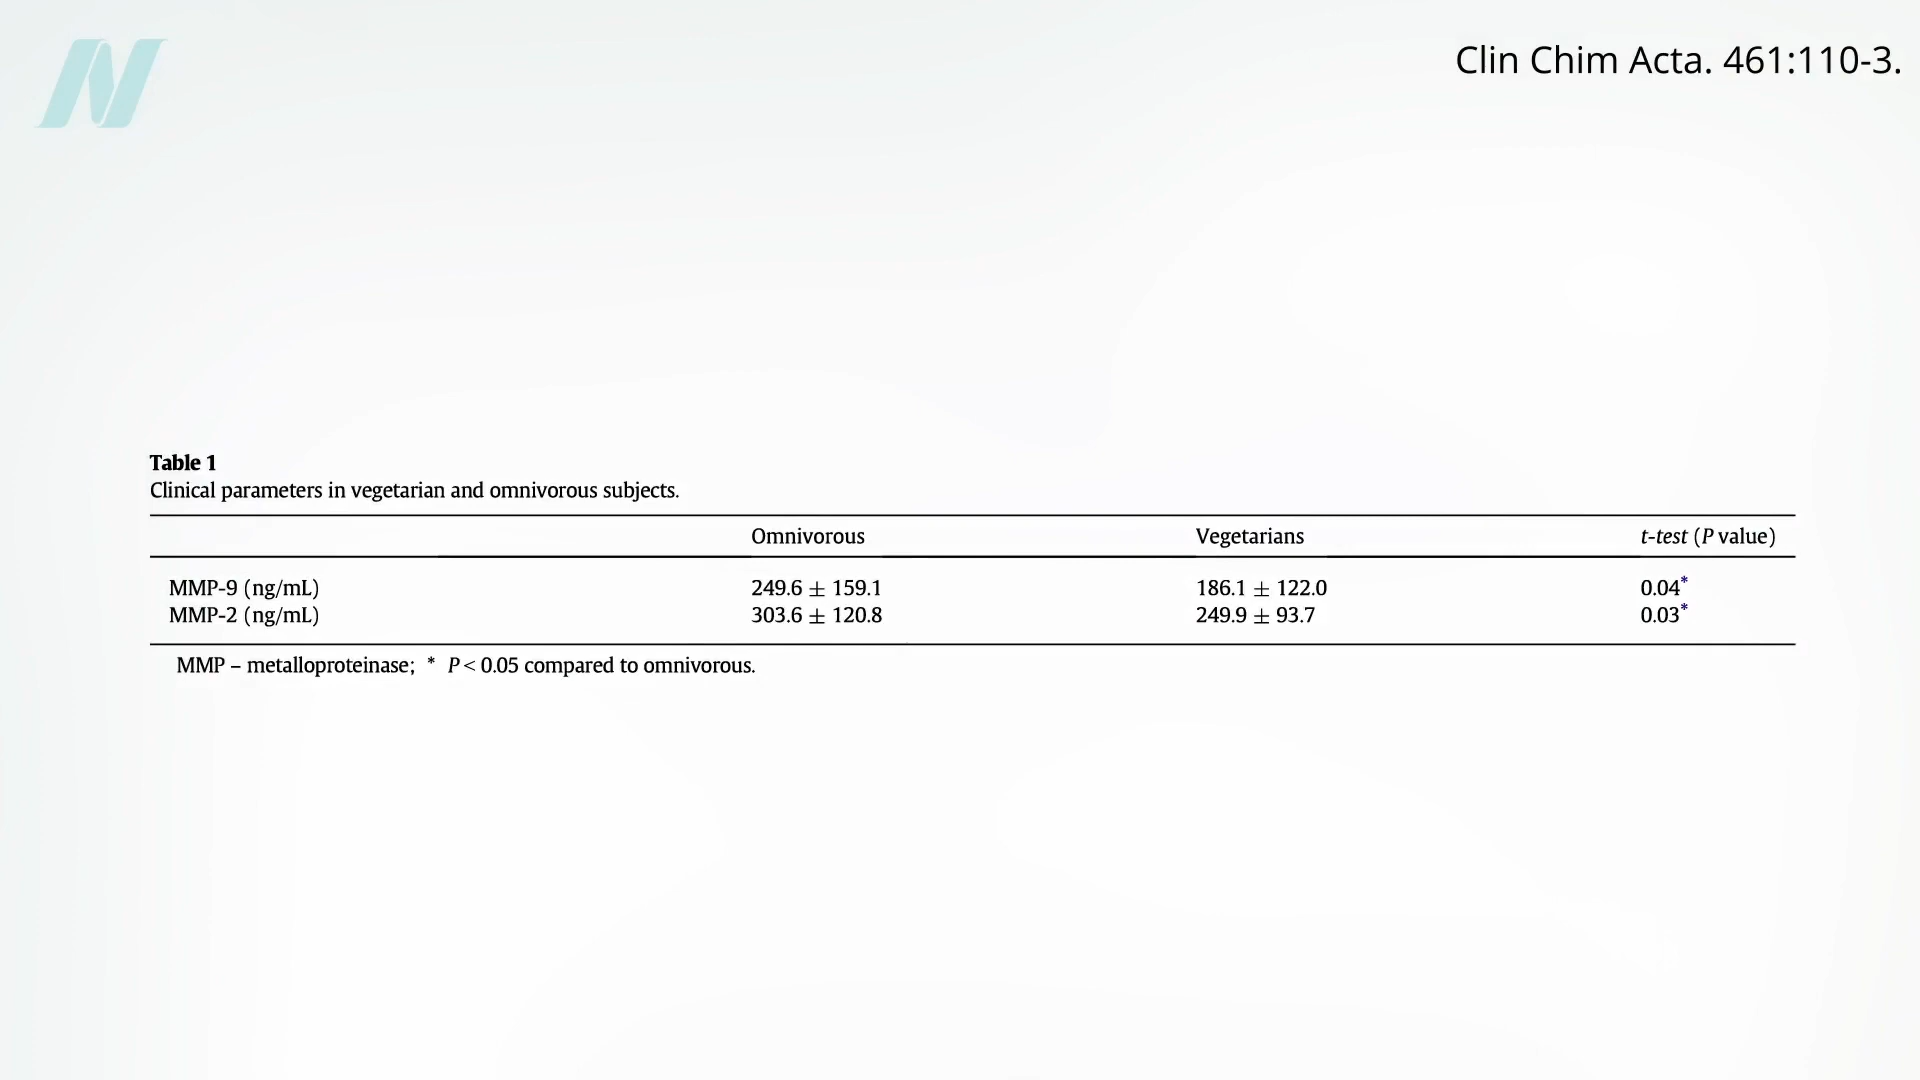 Clin Chim Acta. 461:110-3.
Table 1
Clinical parameters in vegetarian and omnivorous subjects.
Omnivorous Vegetarians t-test (P value)
MMP-9 (ng/mL) 249.6 ± 159.1 186.1 ± 122.0 0.04*
MMP-2 (ng/mL) 303.6 ± 120.8 249.9 ± 93.7 0.03*
MMP – metalloproteinase; * P < 0.05 compared to omnivorous.